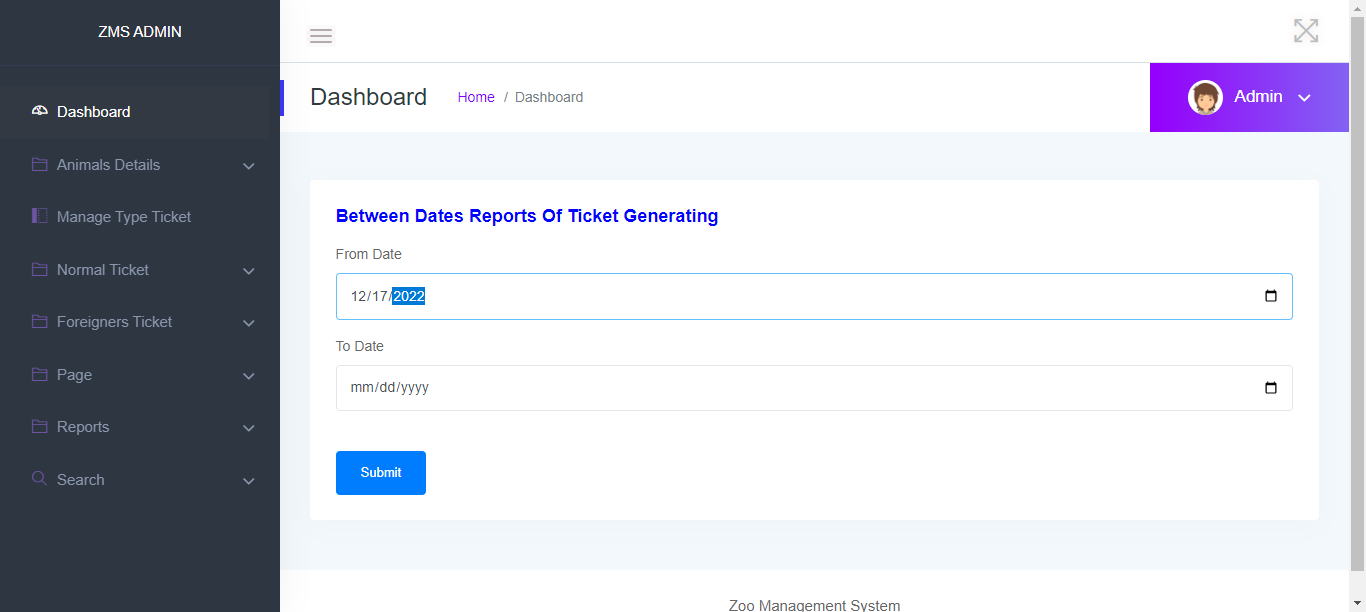 ZMS ADMIN
Dashboard
Animals Details
Manage Type Ticket
Normal Ticket
Foreigners Ticket
Page
Reports
Search
Dashboard
Home / Dashboard
Admin
Between Dates Reports Of Ticket Generating
From Date
12/17/2022
To Date
mm/dd/yyyy
Submit
Zoo Management System